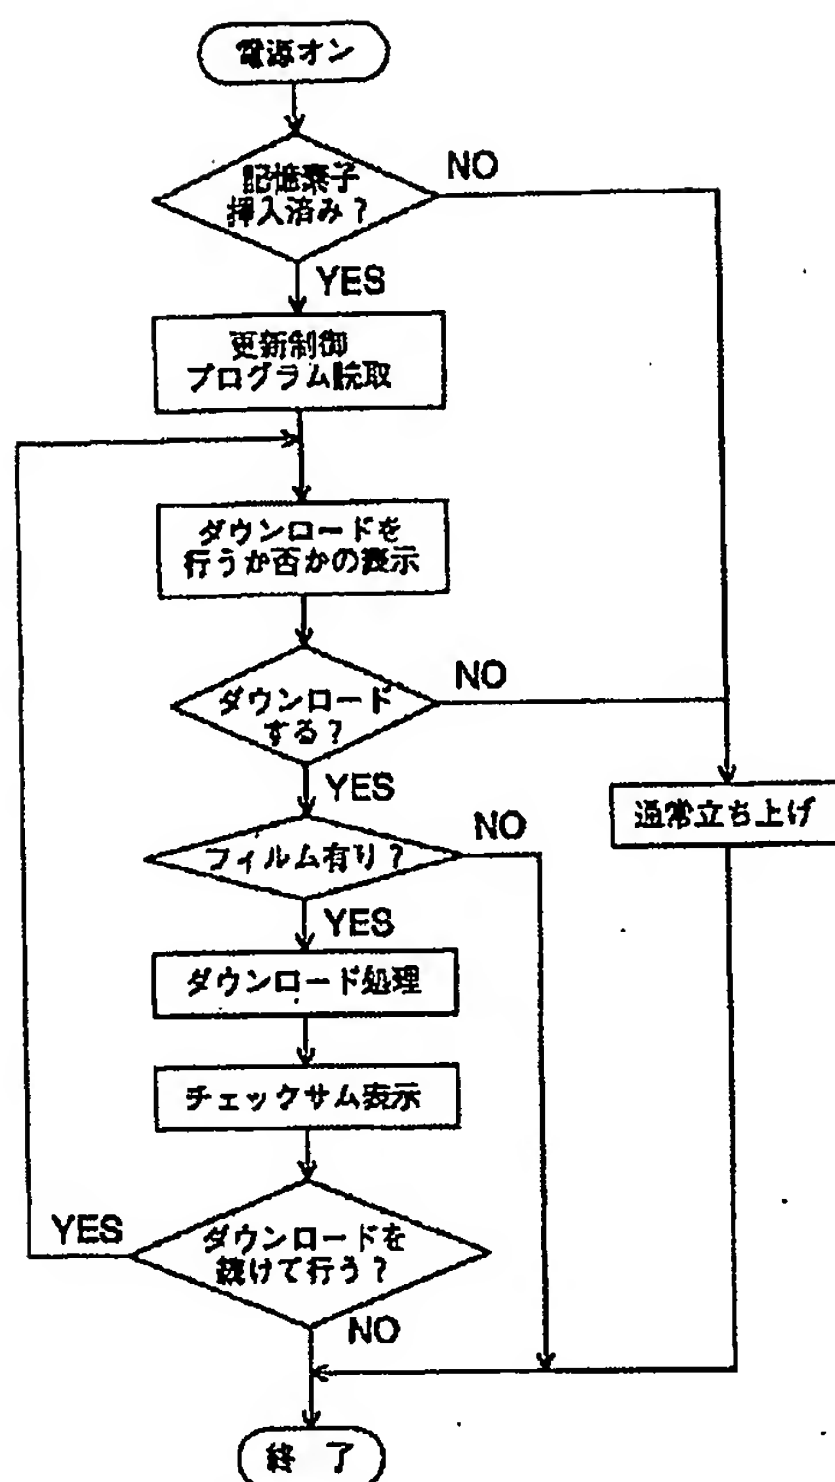 電源オン
記憶素子
挿入済み？
NO
YES
更新制御
プログラム読取
ダウンロードを
行うか否かの表示
ダウンロード
する？
NO
YES
通常立ち上げ
フィルム有り？
NO
YES
ダウンロード処理
チェックサム表示
YES
ダウンロードを
続けて行う？
NO
終 了